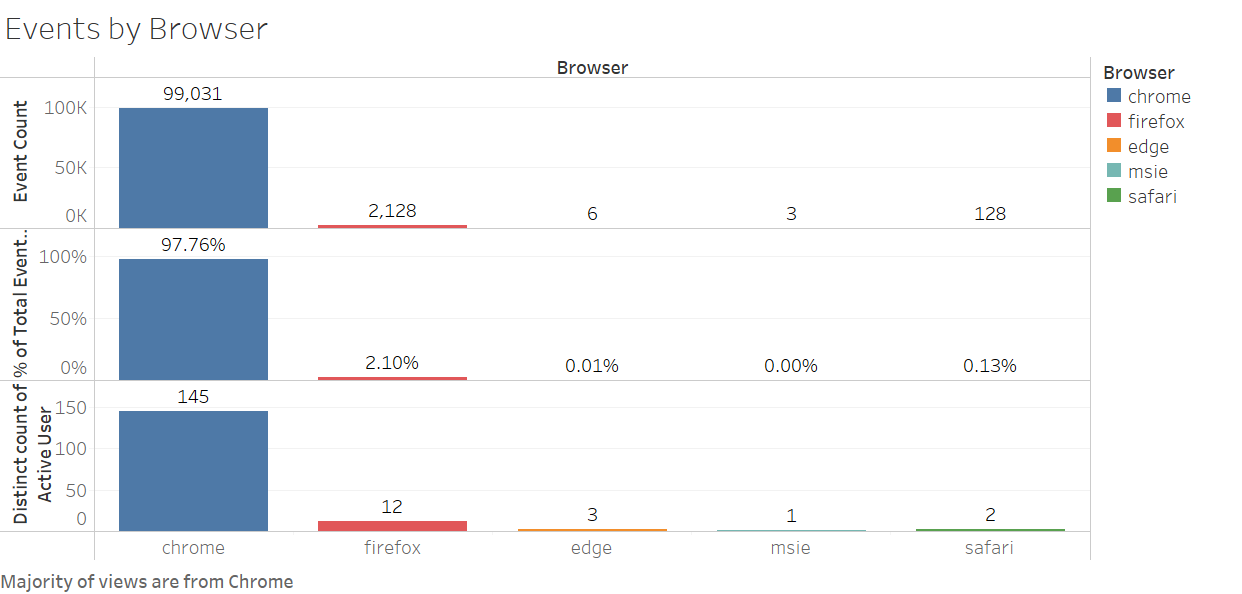 Events by Browser
Browser
Event Count
100K
50K
0K
99,031
2,128
6
3
128
% of Total Event..
100%
50%
0%
97.76%
2.10%
0.01%
0.00%
0.13%
Distinct count of
Active User
150
100
50
0
145
12
3
1
2
chrome
firefox
edge
msie
safari
Majority of views are from Chrome
Browser
chrome
firefox
edge
msie
safari